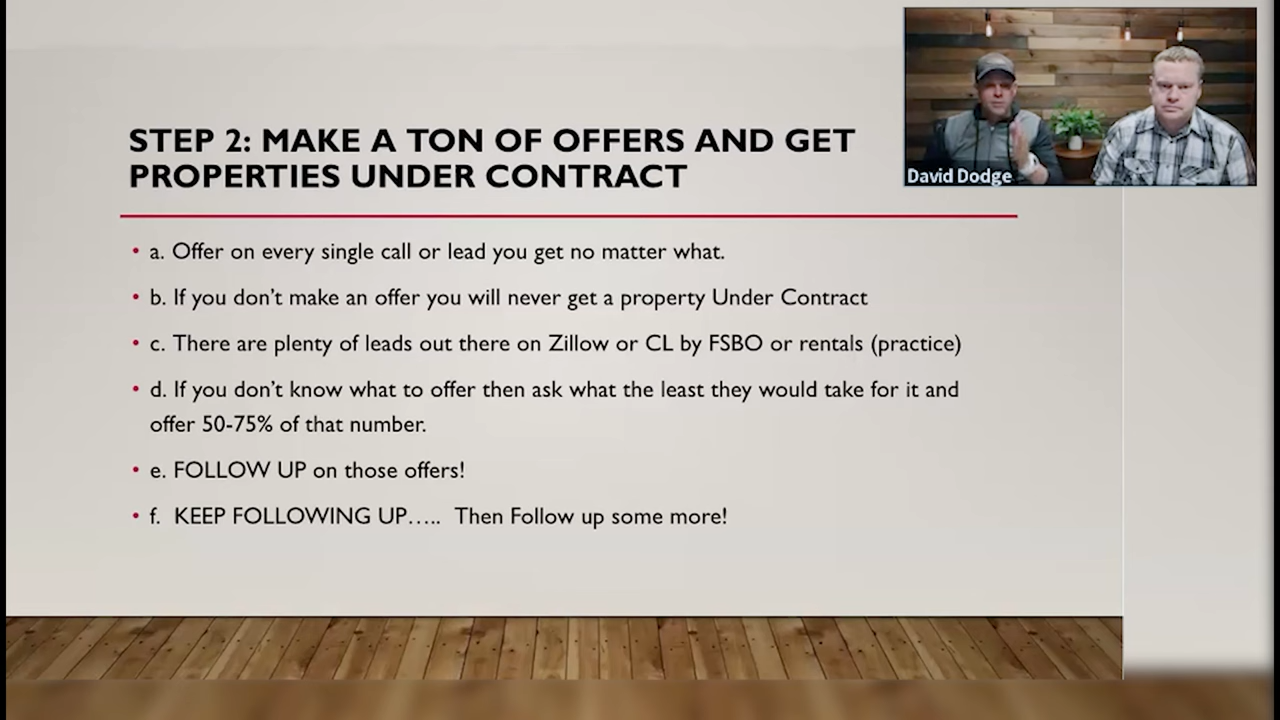 STEP 2: MAKE A TON OF OFFERS AND GET
PROPERTIES UNDER CONTRACT
• a. Offer on every single call or lead you get no matter what.
• b. If you don't make an offer you will never get a property Under Contract
• c. There are plenty of leads out there on Zillow or CL by FSBO or rentals (practice)
• d. If you don't know what to offer then ask what the least they would take for it and
offer 50-75% of that number.
• e. FOLLOW UP on those offers!
• f. KEEP FOLLOWING UP….. Then Follow up some more!
David Dodge